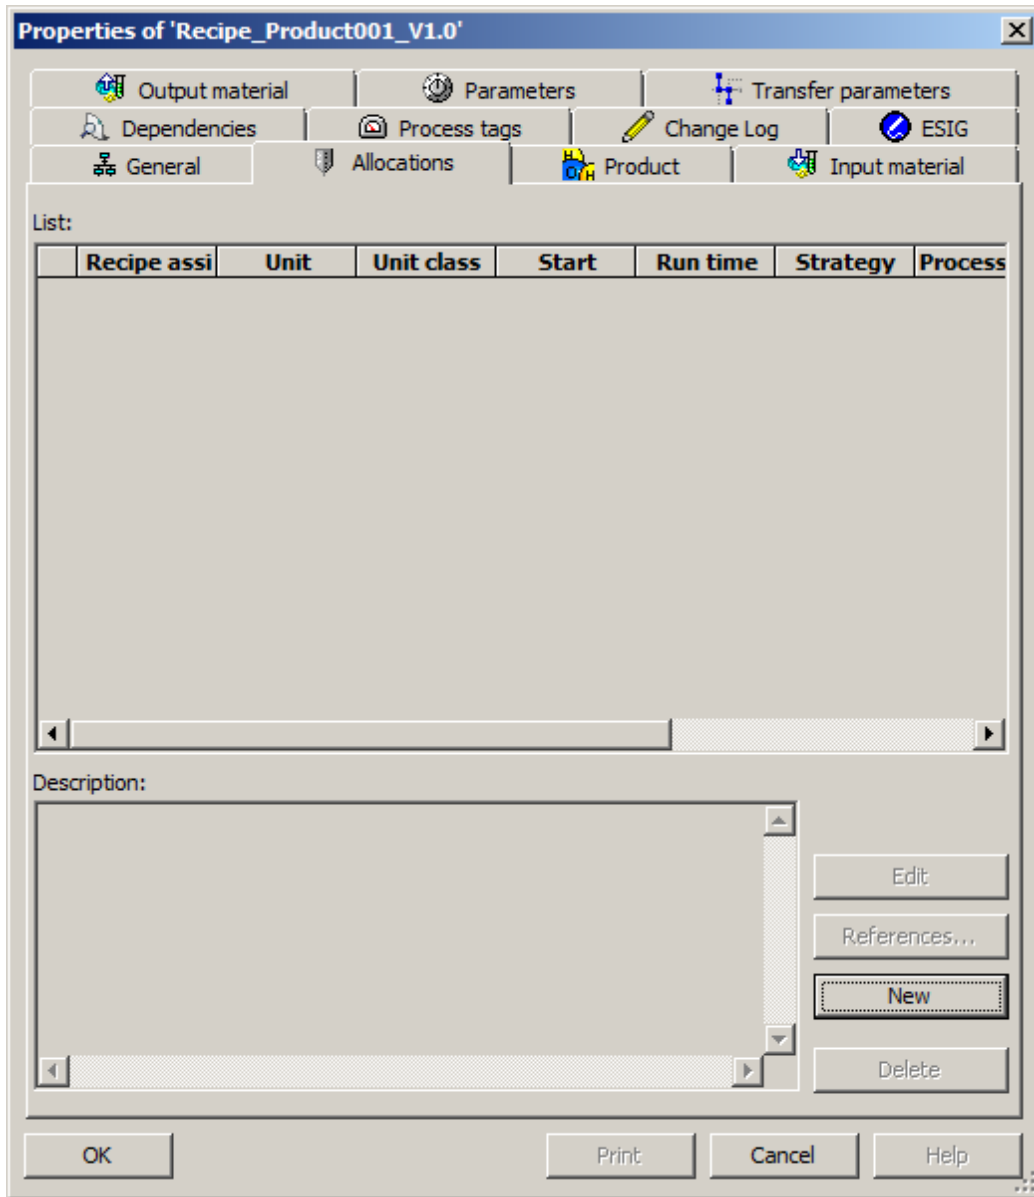 Properties of 'Recipe_Product001_V1.0'
Output material Parameters Transfer parameters
Dependencies Process tags Change Log ESIG
General Allocations Product Input material
List:
Recipe assi Unit Unit class Start Run time Strategy Process
Description:
Edit
References...
New
Delete
OK Print Cancel Help